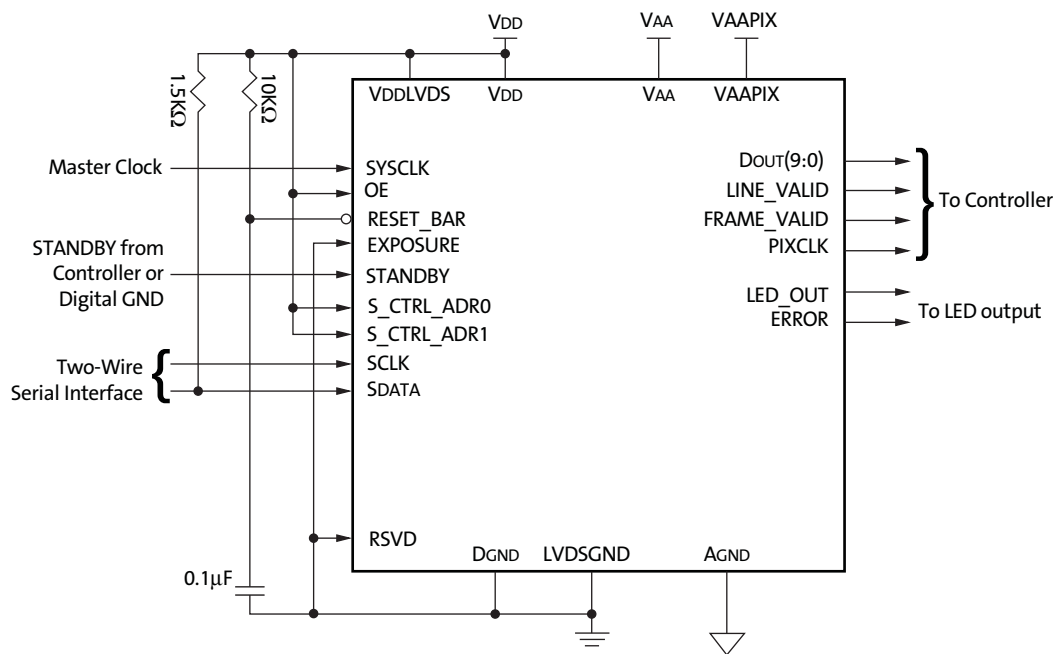 VDD
VAA
VAAPIX
1.5KΩ
10KΩ
VDDLVDS
VDD
VAA
VAAPIX
Master Clock
SYSCLK
OE
RESET_BAR
EXPOSURE
STANDBY from
Controller or
Digital GND
STANDBY
S_CTRL_ADR0
S_CTRL_ADR1
Two-Wire
Serial Interface
SCLK
SDATA
RSVD
DOUT(9:0)
LINE_VALID
FRAME_VALID
PIXCLK
To Controller
LED_OUT
ERROR
To LED output
DGND
LVDSGND
AGND
0.1μF